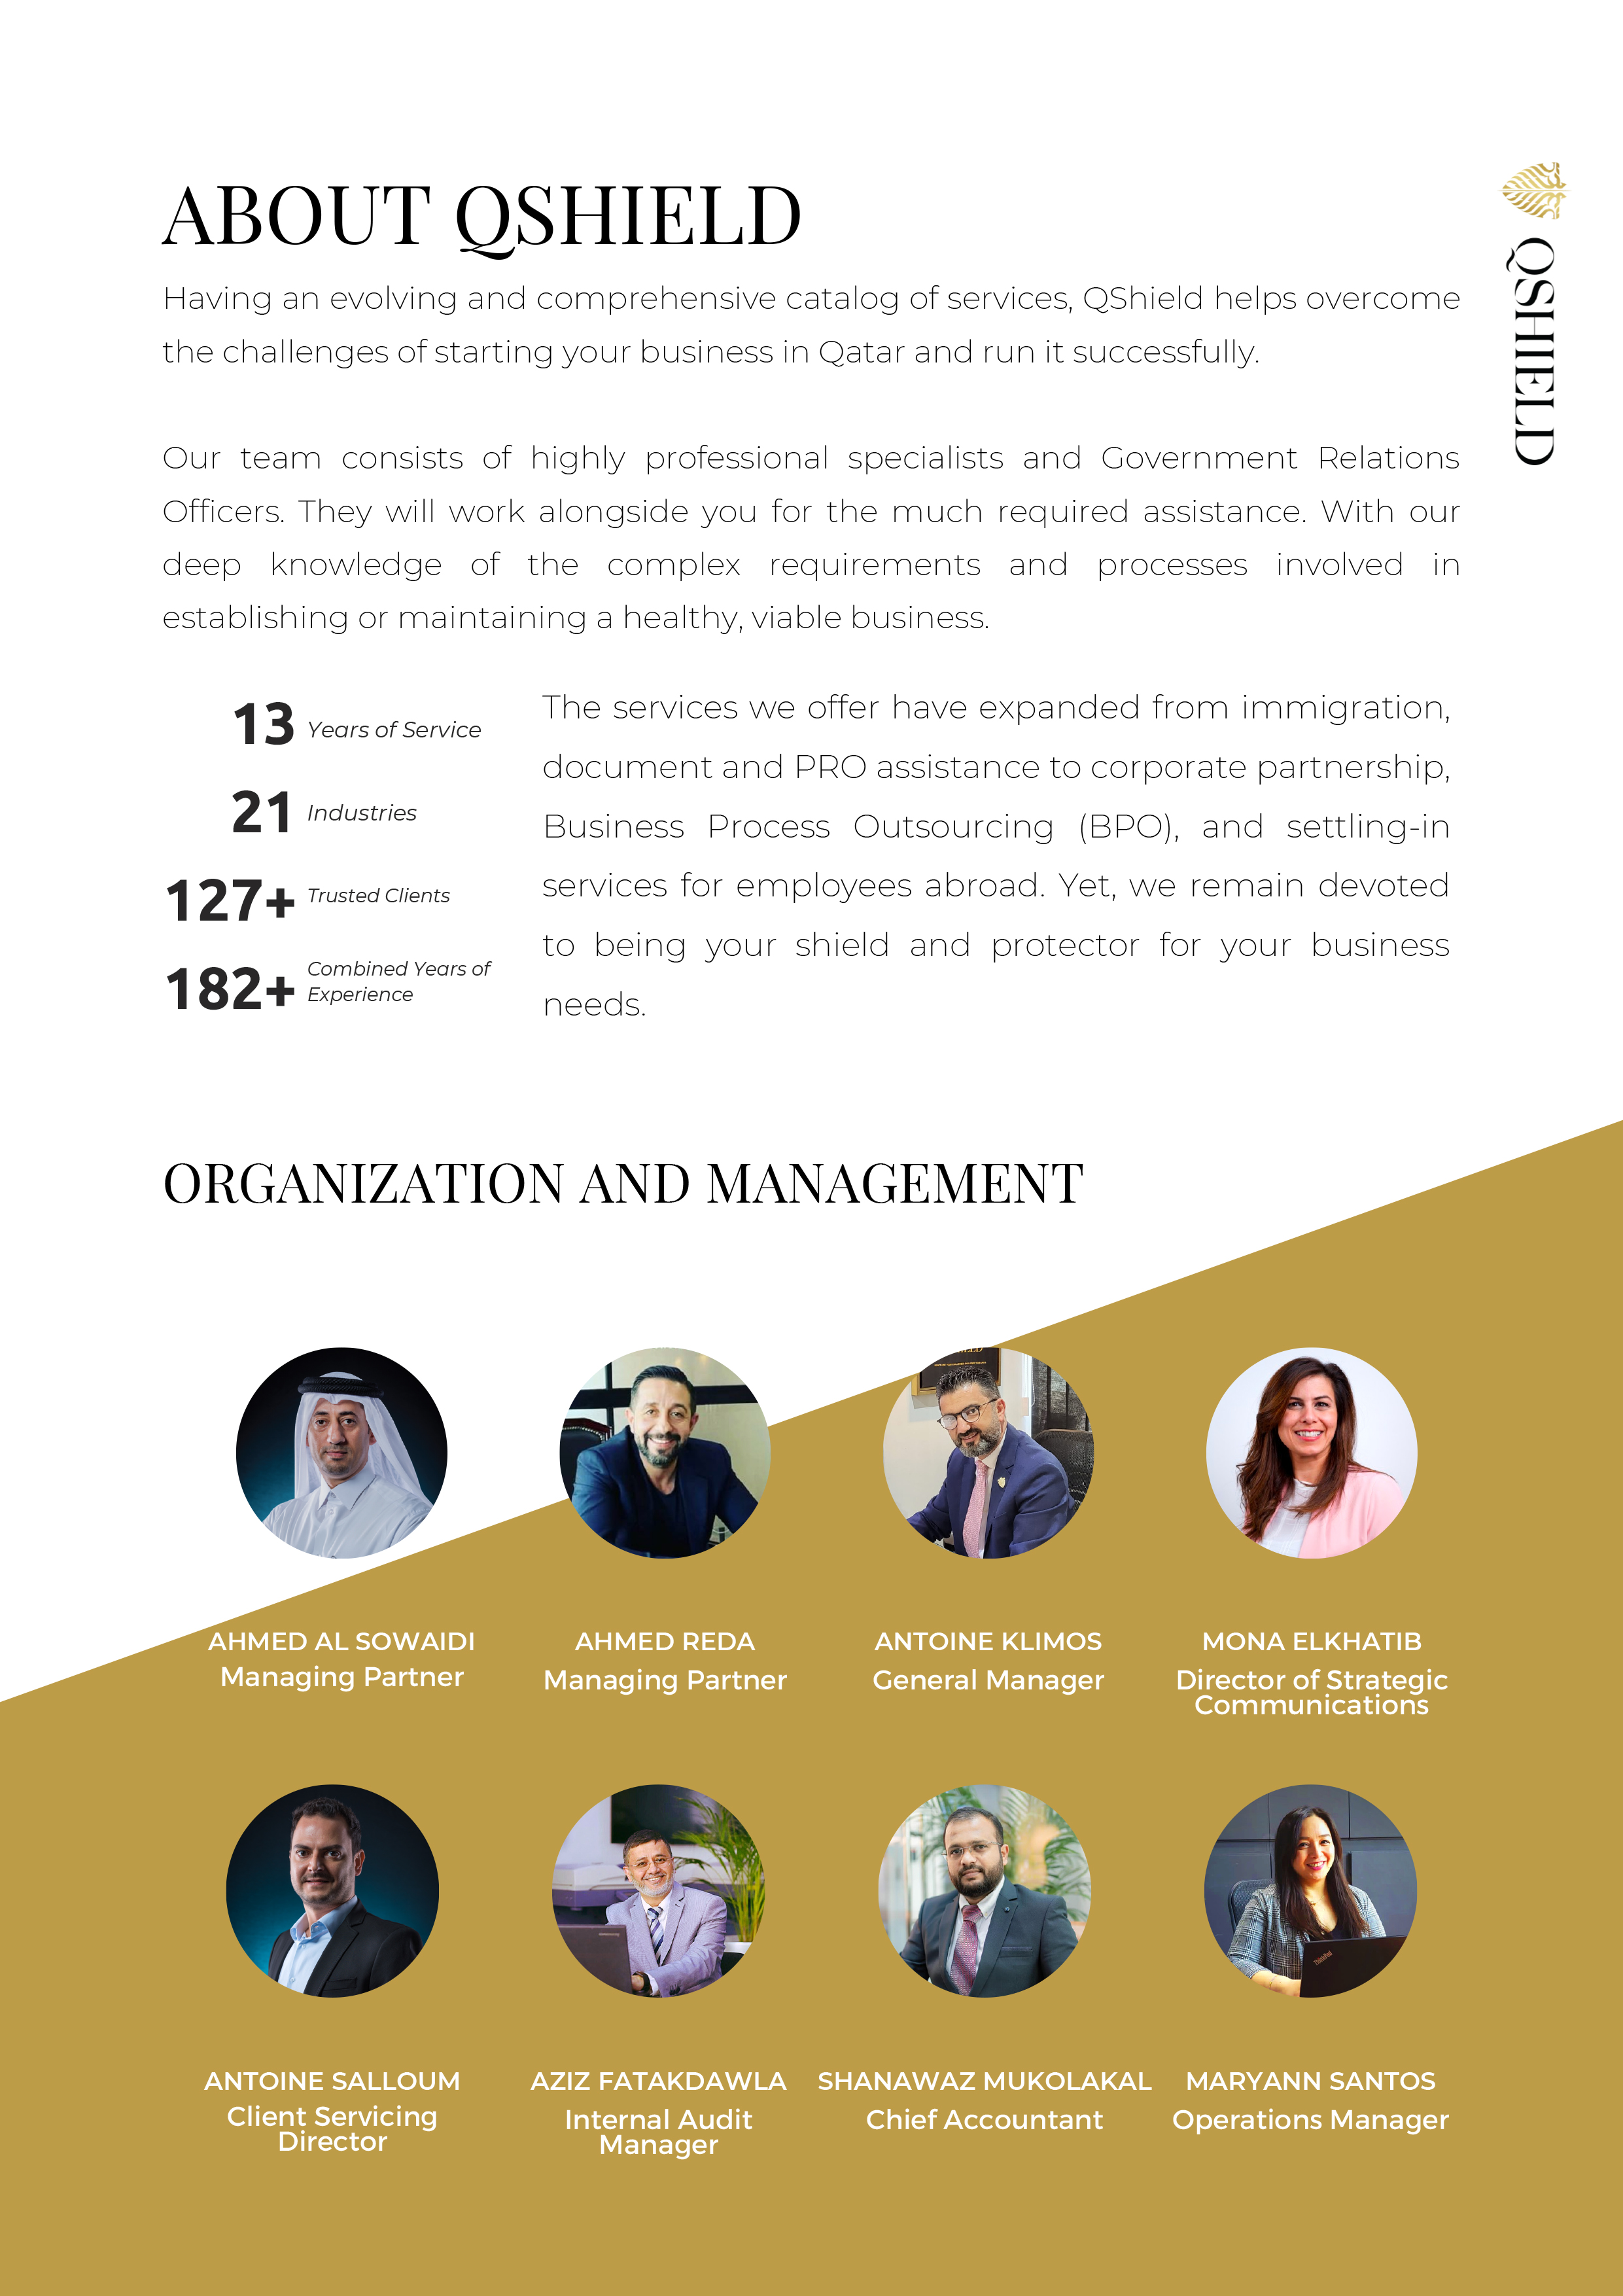 ABOUT QSHIELD
QSHIELD
Having an evolving and comprehensive catalog of services, QShield helps overcome
the challenges of starting your business in Qatar and run it successfully.
Our team consists of highly professional specialists and Government Relations
Officers. They will work alongside you for the much required assistance. With our
deep knowledge of the complex requirements and processes involved in
establishing or maintaining a healthy, viable business.
13 Years of Service
21 Industries
127+ Trusted Clients
182+ Combined Years of
Experience
The services we offer have expanded from immigration,
document and PRO assistance to corporate partnership,
Business Process Outsourcing (BPO), and settling-in
services for employees abroad. Yet, we remain devoted
to being your shield and protector for your business
needs.
ORGANIZATION AND MANAGEMENT
AHMED AL SOWAIDI
Managing Partner
AHMED REDA
Managing Partner
ANTOINE KLIMOS
General Manager
MONA ELKHATIB
Director of Strategic
Communications
ANTOINE SALLOUM
Client Servicing
Director
AZIZ FATAKDAWLA
Internal Audit
Manager
SHANAWAZ MUKOLAKAL
Chief Accountant
ThinkPad
MARYANN SANTOS
Operations Manager